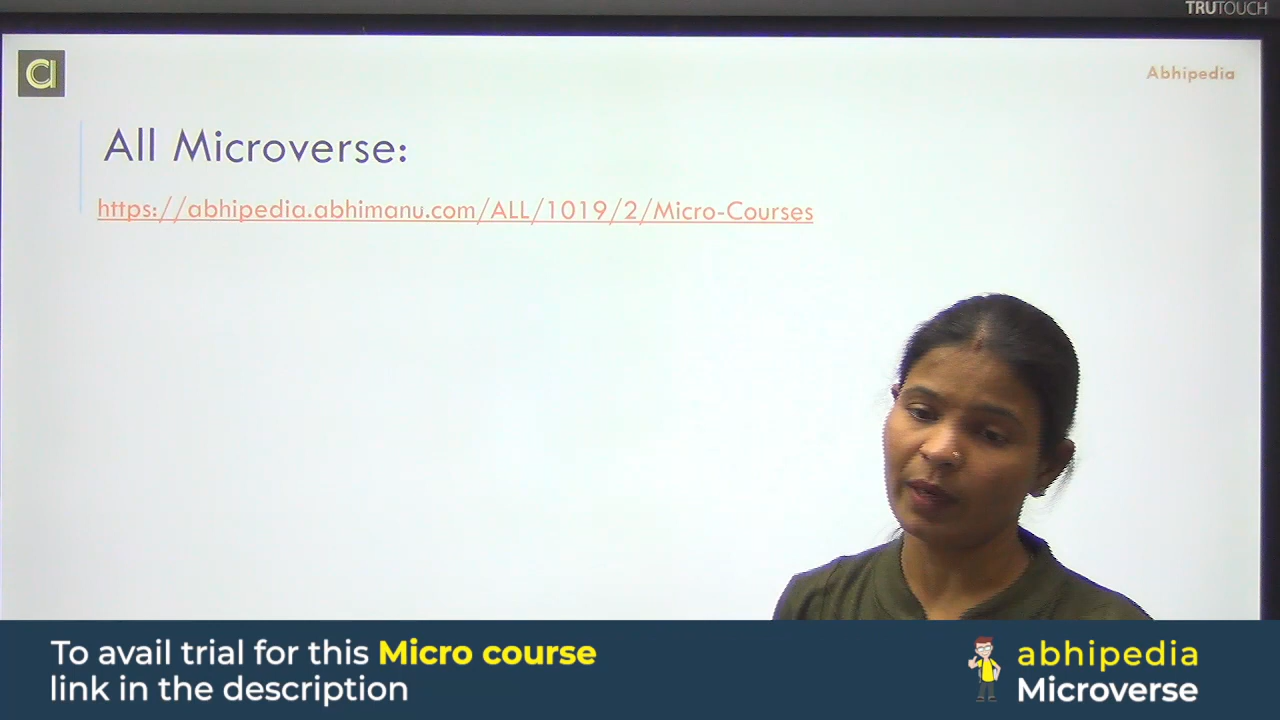 TRUTOUCH
a
Abhipedia
All Microverse:
https://abhipedia.abhimanu.com/ALL/1019/2/Micro-Courses
To avail trial for this Micro course
link in the description
abhipedia
Microverse